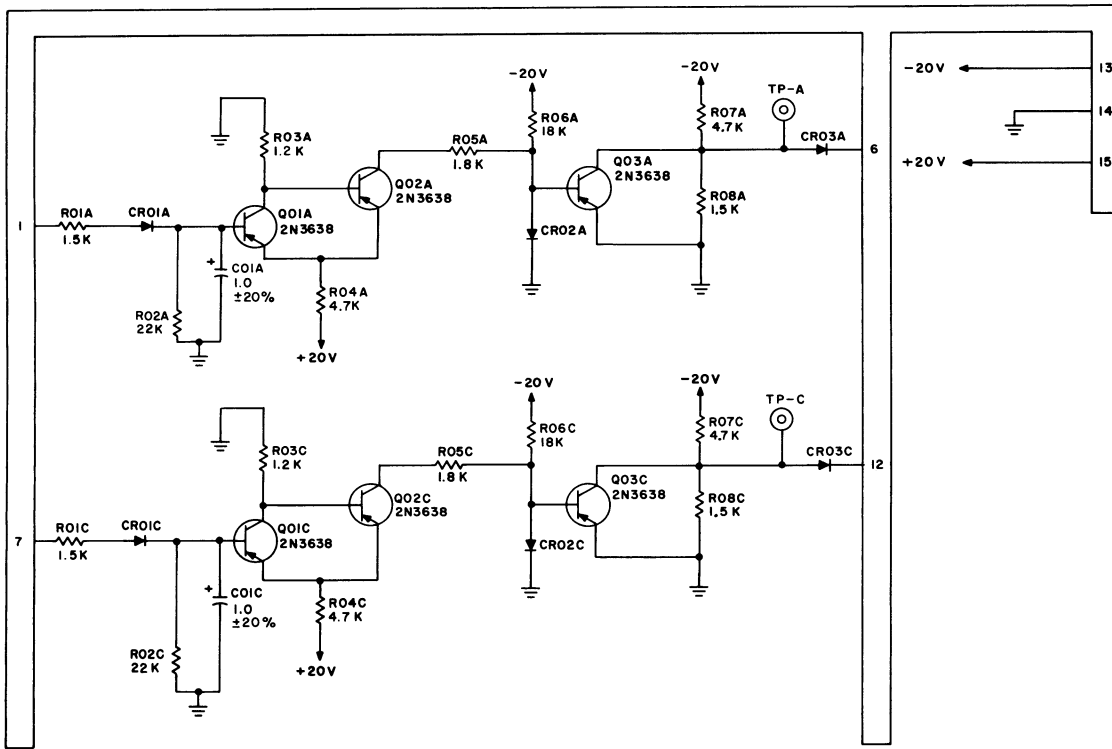 -20V
-20V
TP-A
-20V
13
14
+20V
15
R03A
1.2 K
R06A
18 K
R07A
4.7K
R05A
1.8 K
CR03A
6
Q02A
2N3638
Q03A
2N3638
R08A
1.5 K
1
R01A
1.5K
CR01A
Q01A
2N3638
CR02A
+
C01A
1.0
±20%
R04A
4.7K
R02A
22K
+20V
-20V
-20V
TP-C
R03C
1.2 K
R06C
18K
R07C
4.7K
R05C
1.8 K
CR03C
12
Q02C
2N3638
Q03C
2N3638
R08C
1.5 K
7
R01C
1.5K
CR01C
Q01C
2N3638
CR02C
+
C01C
1.0
±20%
R04C
4.7 K
R02C
22 K
+20V